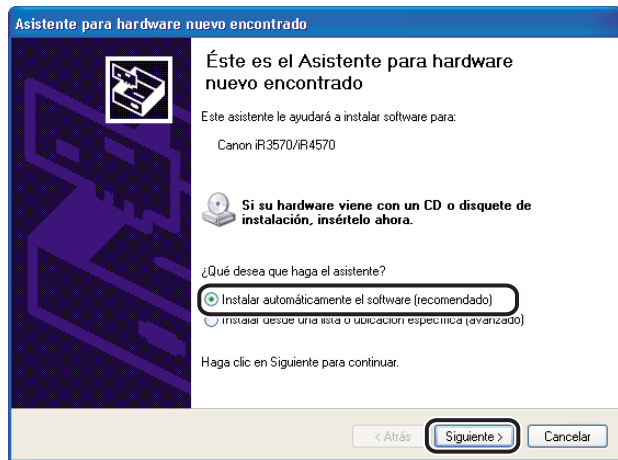 Asistente para hardware nuevo encontrado
Éste es el Asistente para hardware
nuevo encontrado
Este asistente le ayudará a instalar software para:
Canon iR3570/iR4570
Si su hardware viene con un CD o disquete de
instalación, insértelo ahora.
¿Qué desea que haga el asistente?
Instalar automáticamente el software (recomendado)
Instalar desde una lista o ubicación específica (avanzado)
Haga clic en Siguiente para continuar.
< Atrás
Siguiente >
Cancelar